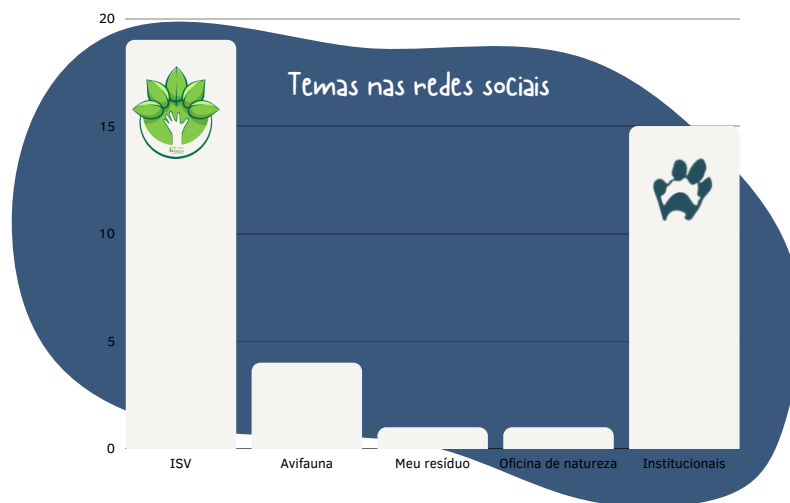 Temas nas redes sociais
20
15
10
5
0
ISV
Avifauna
Meu resíduo
Oficina de natureza
Institucionais